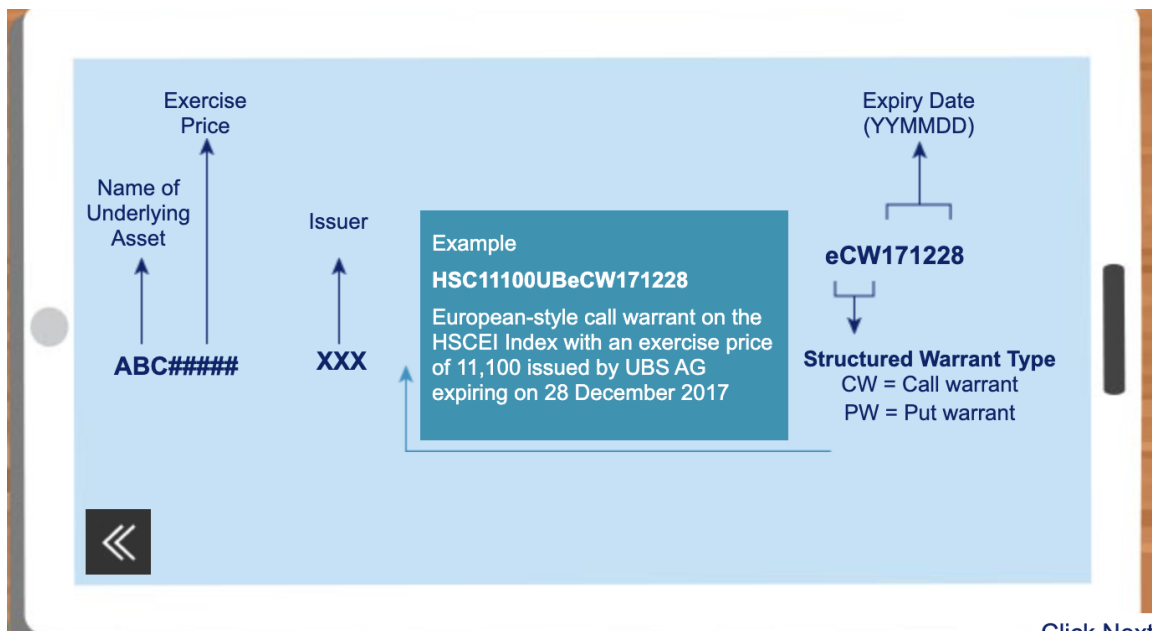 Exercise
Price
Name of
Underlying
Asset
ABC#####
Issuer
XXX
Example
HSC11100UBeCW171228
European-style call warrant on the
HSCEI Index with an exercise price
of 11,100 issued by UBS AG
expiring on 28 December 2017
Expiry Date
(YYMMDD)
eCW171228
Structured Warrant Type
CW = Call warrant
PW = Put warrant
Click Next